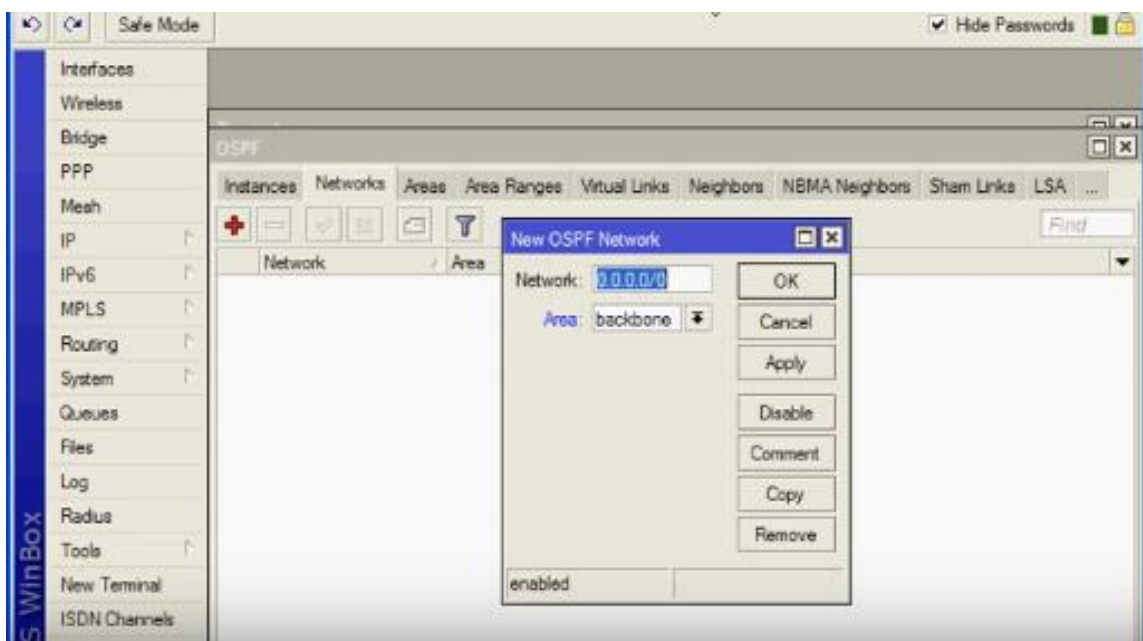 Safe Mode
Hide Passwords
Interfaces
Wireless
Bridge
PPP
Mesh
IP
IPv6
MPLS
Routing
System
Queues
Files
Log
Radius
Tools
New Terminal
ISDN Channels
S WinBox
OSPF
Instances Networks Areas Area Ranges Virtual Links Neighbors NBMA Neighbors Sham Links LSA ...
Find
Network / Area
New OSPF Network
Network: 0.0.0.0/0
Area: backbone
OK
Cancel
Apply
Disable
Comment
Copy
Remove
enabled